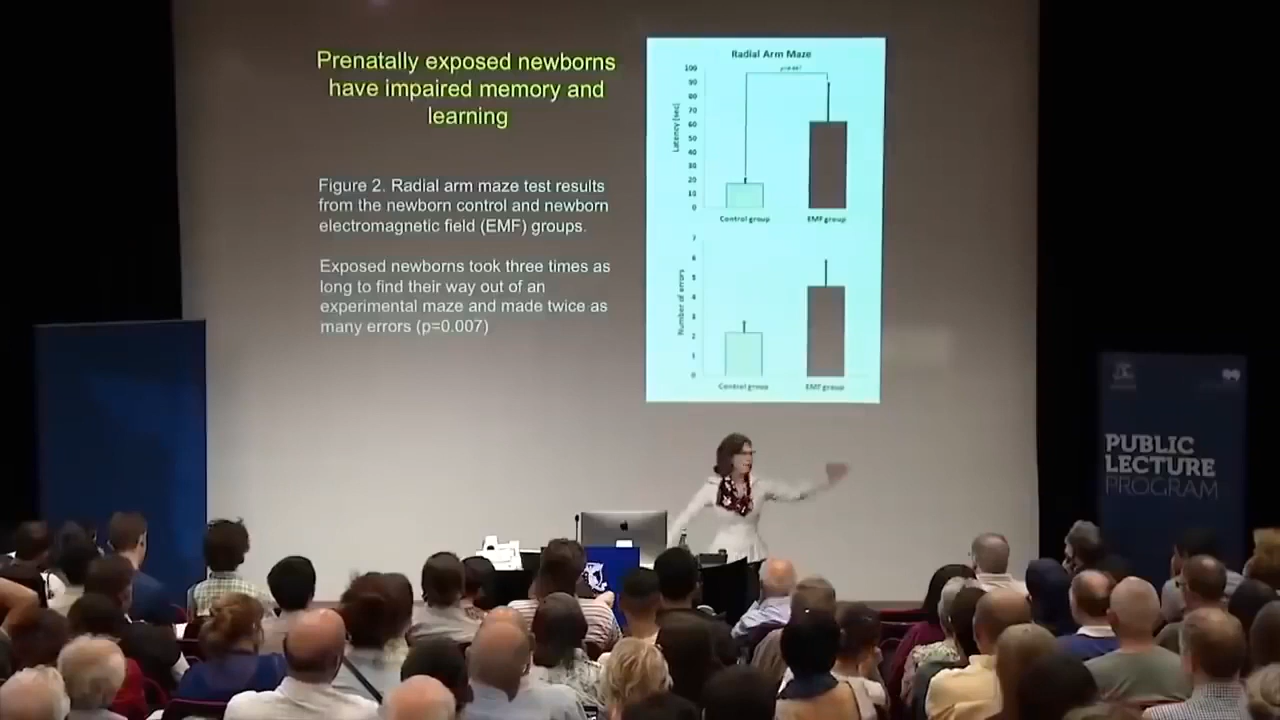 Prenatally exposed newborns
have impaired memory and
learning
Figure 2. Radial arm maze test results
from the newborn control and newborn
electromagnetic field (EMF) groups.
Exposed newborns took three times as
long to find their way out of an
experimental maze and made twice as
many errors (p=0.007)
Radial Arm Maze
Latency (sec)
100
90
80
70
60
50
40
30
20
10
0
Control group
EMF group
Number of errors
7
6
5
4
3
2
1
0
Control group
EMF group
PUBLIC
LECTURE
PROGRAM